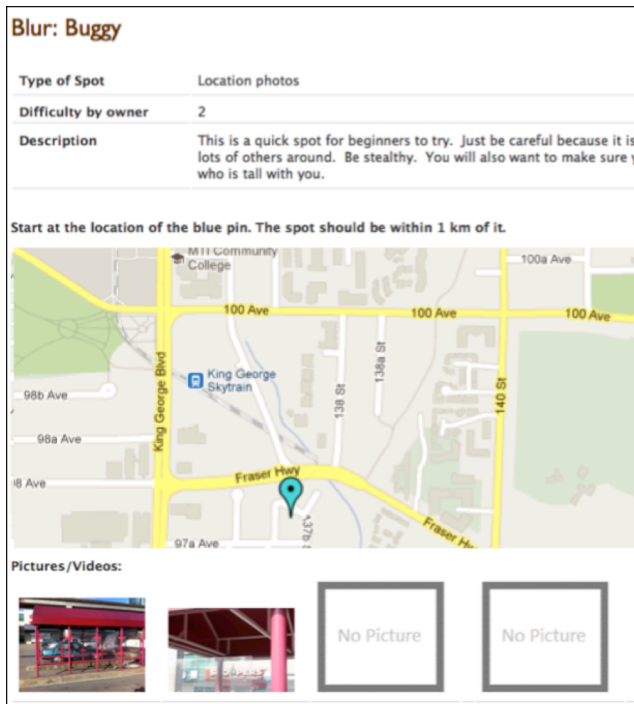 Blur: Buggy
Type of Spot Location photos
Difficulty by owner 2
Description This is a quick spot for beginners to try. Just be careful because it is
lots of others around. Be stealthy. You will also want to make sure
who is tall with you.
Start at the location of the blue pin. The spot should be within 1 km of it.
MTI Community
College
100a Ave
100 Ave
100 Ave
100 Ave
King George
Skytrain
King George Blvd
138 St
138a St
140 St
98b Ave
98a Ave
8 Ave
Fraser Hwy
Fraser
97a Ave
Pictures/Videos:
No Picture
No Picture